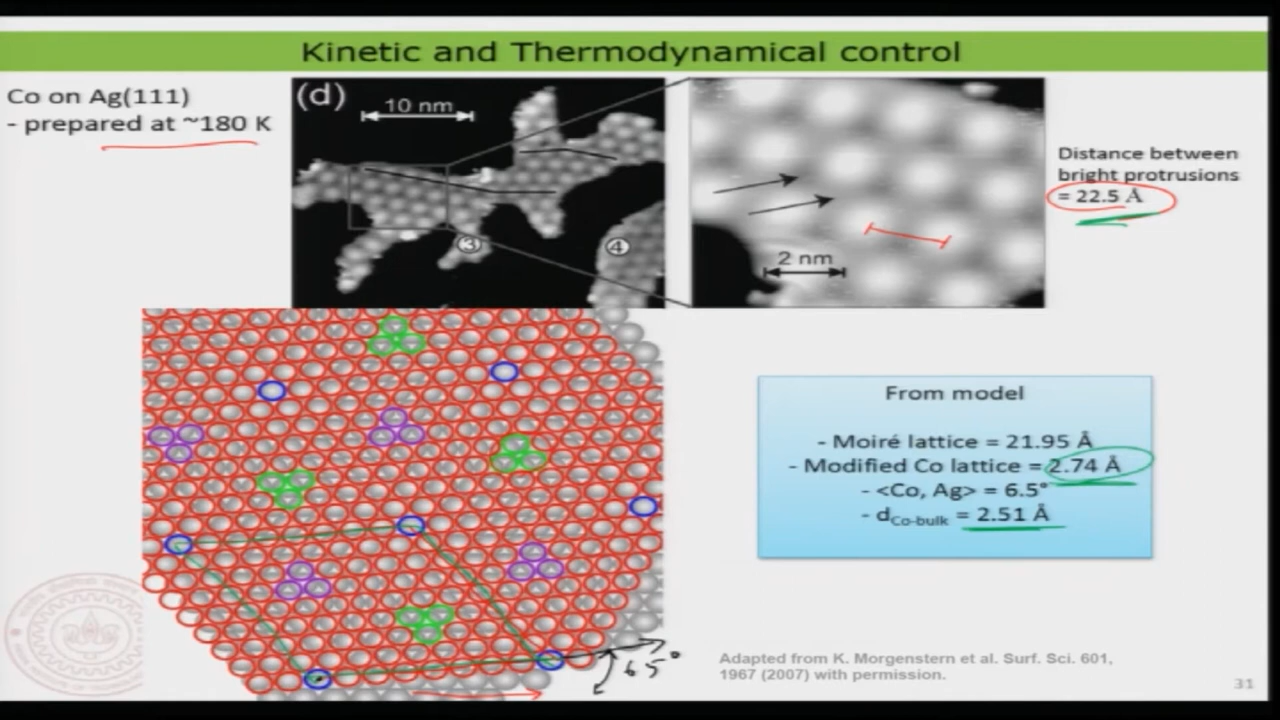 Kinetic and Thermodynamical control
Co on Ag(111)
- prepared at ~180 K
(d)
10 nm
3
4
2 nm
Distance between
bright protrusions
= 22.5 Å
From model
- Moiré lattice = 21.95 Å
- Modified Co lattice = 2.74 Å
- <Co, Ag> = 6.5°
- dCo-bulk = 2.51 Å
6.5°
Adapted from K. Morgenstern et al. Surf. Sci. 601,
1967 (2007) with permission.
31